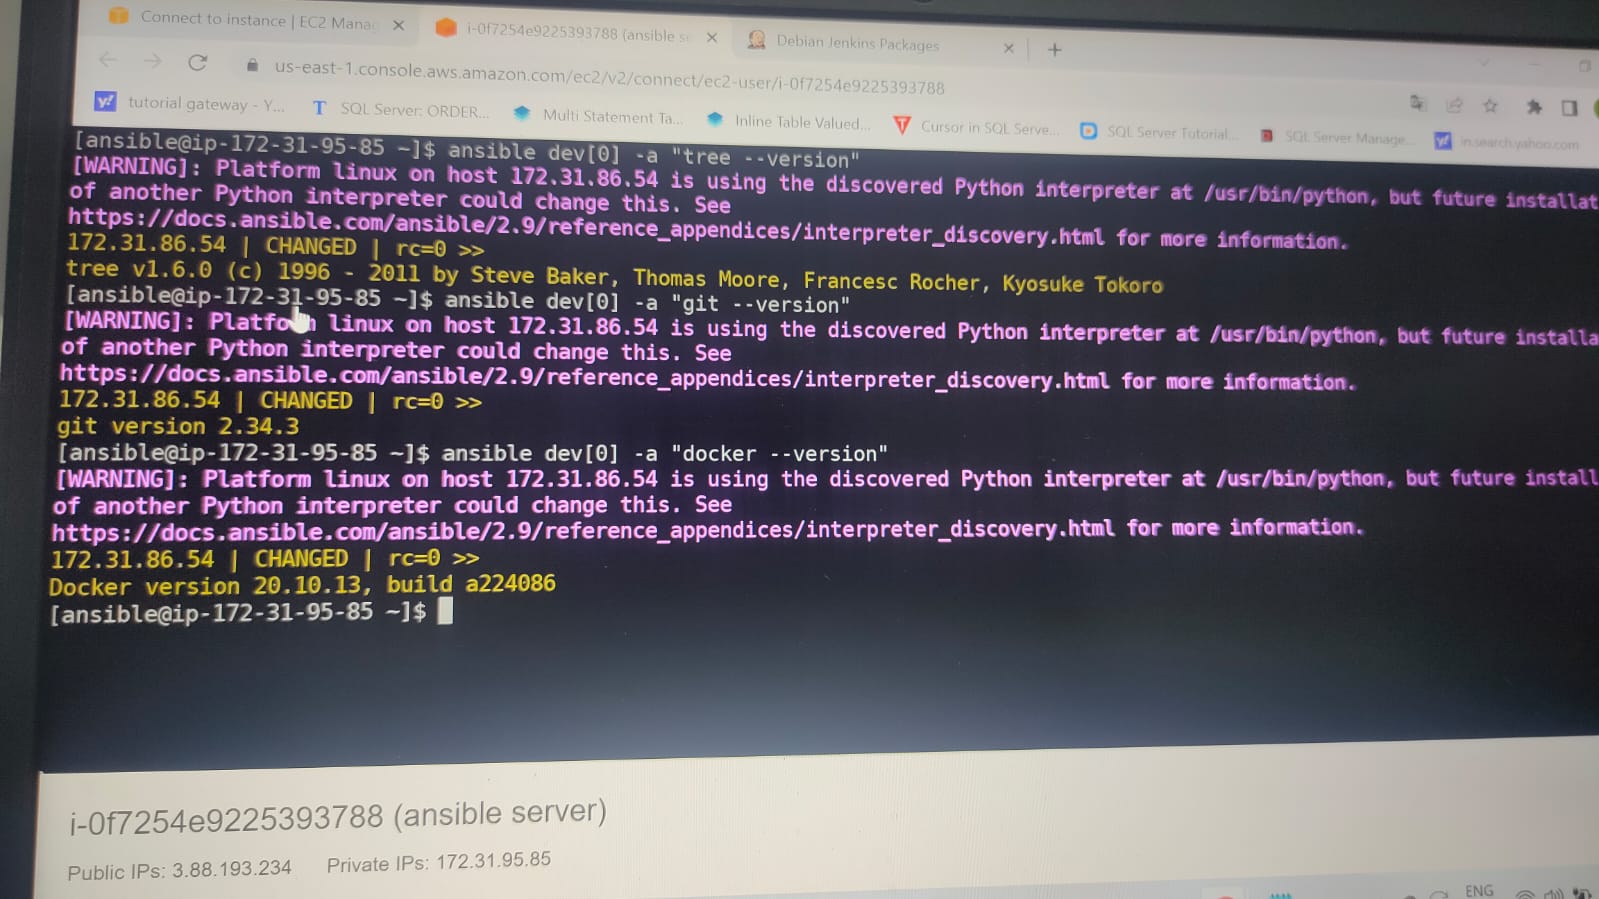 Connect to instance | EC2 Manag
i-0f7254e9225393788 (ansible se
Debian Jenkins Packages
us-east-1.console.aws.amazon.com/ec2/v2/connect/ec2-user/i-0f7254e9225393788
tutorial gateway - Y...
SQL Server: ORDER...
Multi Statement Ta...
Inline Table Valued...
Cursor in SQL Serve...
SQL Server Tutorial...
SQL Server Manage...
in.search.yahoo.com
[ansible@ip-172-31-95-85 ~]$ ansible dev[0] -a "tree --version"
[WARNING]: Platform linux on host 172.31.86.54 is using the discovered Python interpreter at /usr/bin/python, but future installat
of another Python interpreter could change this. See
https://docs.ansible.com/ansible/2.9/reference_appendices/interpreter_discovery.html for more information.
172.31.86.54 | CHANGED | rc=0 >>
tree v1.6.0 (c) 1996 - 2011 by Steve Baker, Thomas Moore, Francesc Rocher, Kyosuke Tokoro
[ansible@ip-172-31-95-85 ~]$ ansible dev[0] -a "git --version"
[WARNING]: Platform linux on host 172.31.86.54 is using the discovered Python interpreter at /usr/bin/python, but future installa
of another Python interpreter could change this. See
https://docs.ansible.com/ansible/2.9/reference_appendices/interpreter_discovery.html for more information.
172.31.86.54 | CHANGED | rc=0 >>
git version 2.34.3
[ansible@ip-172-31-95-85 ~]$ ansible dev[0] -a "docker --version"
[WARNING]: Platform linux on host 172.31.86.54 is using the discovered Python interpreter at /usr/bin/python, but future install
of another Python interpreter could change this. See
https://docs.ansible.com/ansible/2.9/reference_appendices/interpreter_discovery.html for more information.
172.31.86.54 | CHANGED | rc=0 >>
Docker version 20.10.13, build a224086
[ansible@ip-172-31-95-85 ~]$
i-0f7254e9225393788 (ansible server)
Public IPs: 3.88.193.234 Private IPs: 172.31.95.85
ENG